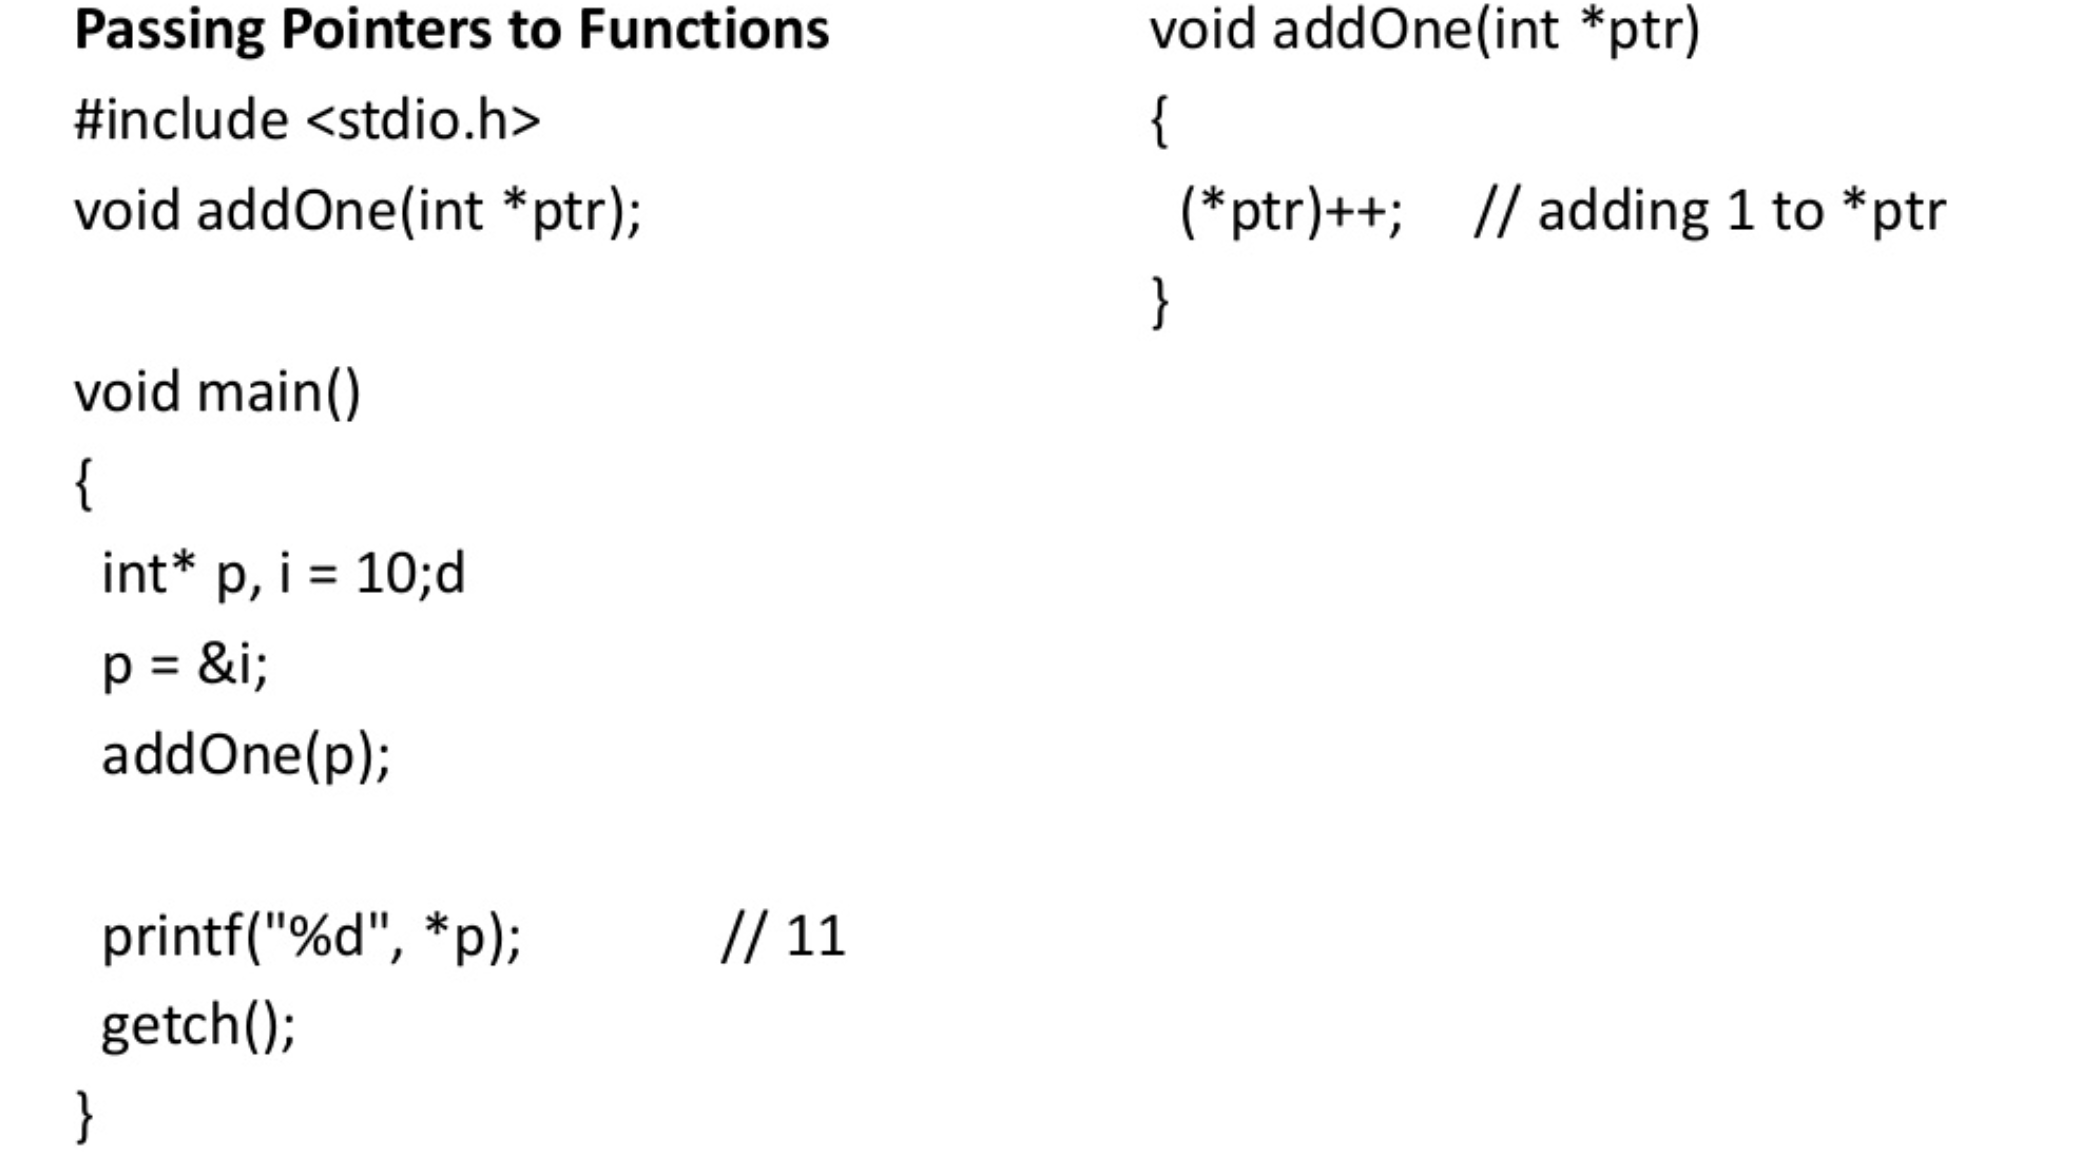 Passing Pointers to Functions
#include <stdio.h>
void addOne(int *ptr);
void main()
{
int* p, i = 10;d
p = &i;
addOne(p);
printf("%d", *p); // 11
getch();
}
void addOne(int *ptr)
{
(*ptr)++; // adding 1 to *ptr
}